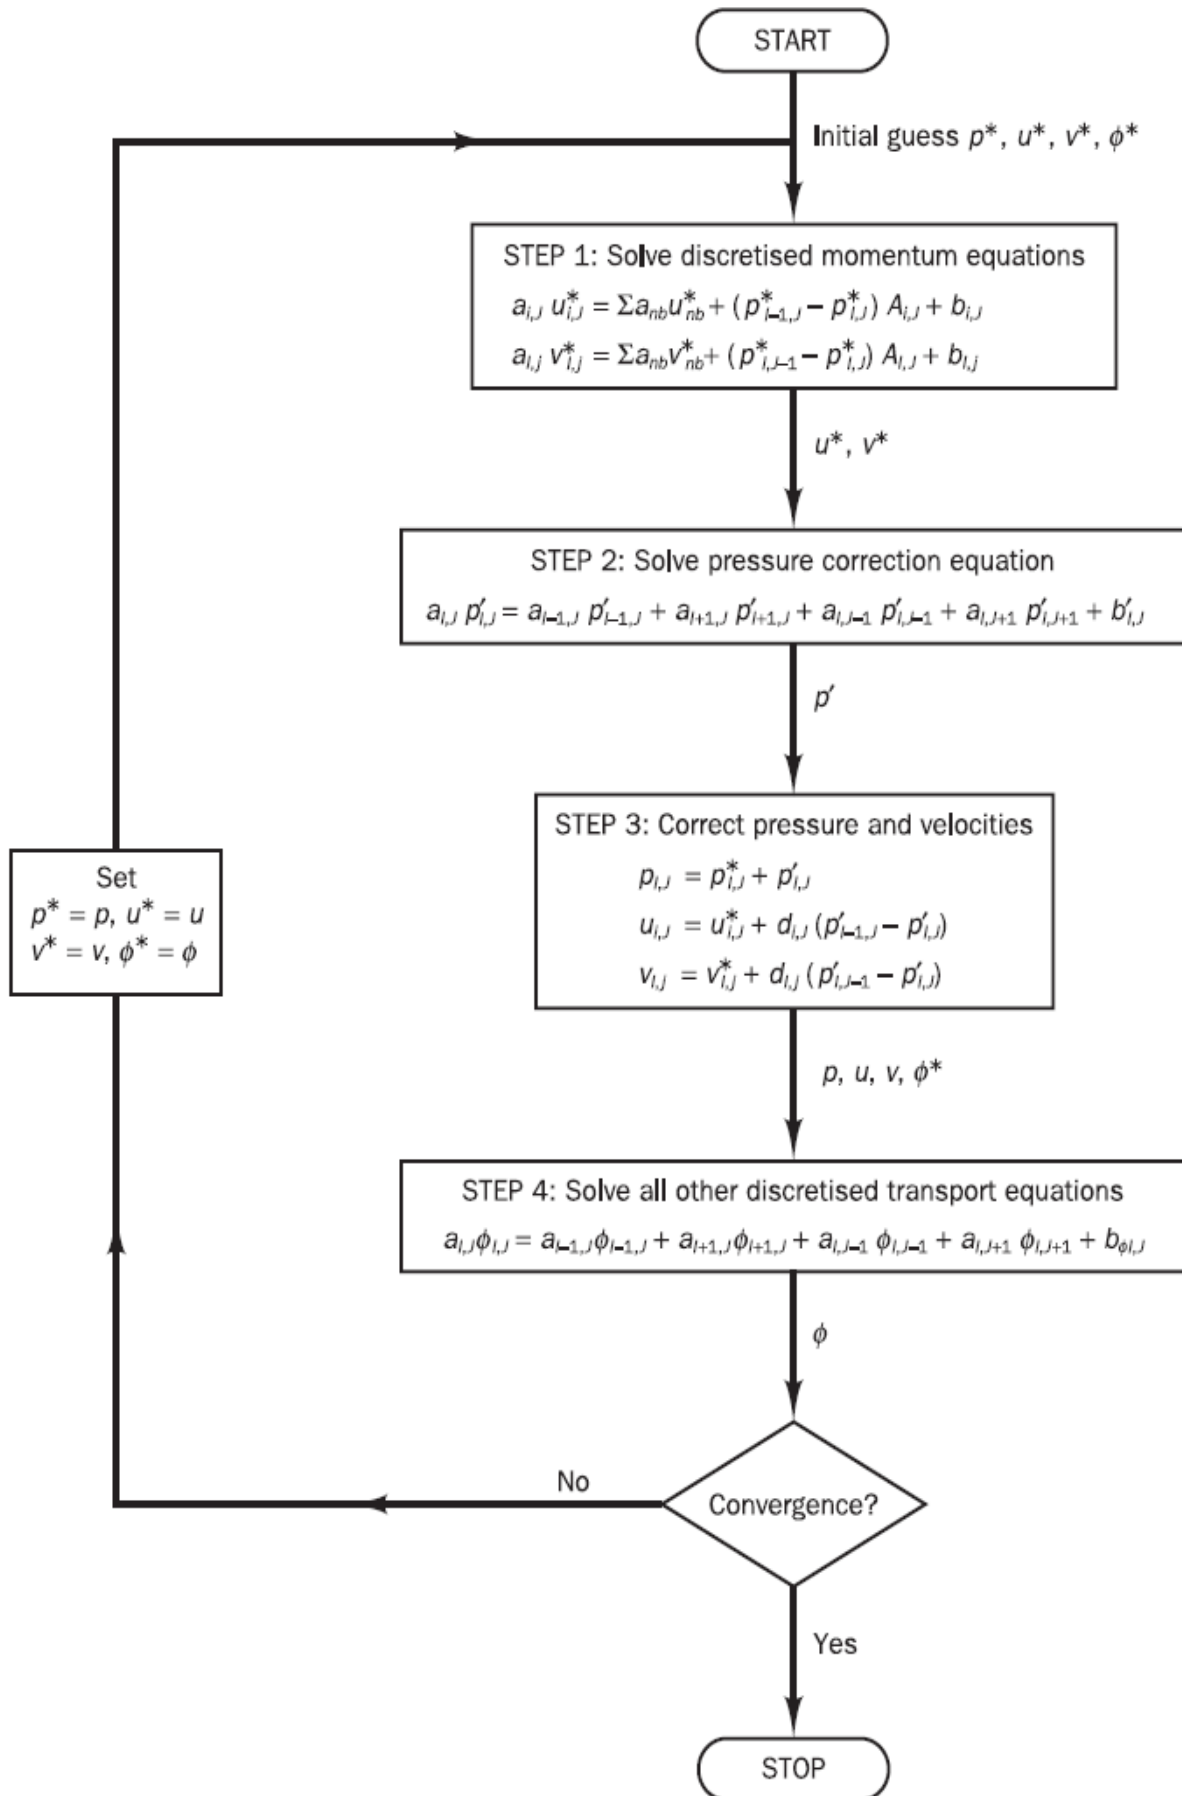 START
Initial guess p*, u*, v*, ϕ*
STEP 1: Solve discretised momentum equations
a_{i,J} u*_{i,J} = Σa_{nb}u*_{nb} + (p*_{I–1,J} – p*_{I,J}) A_{i,J} + b_{i,J}
a_{I,j} v*_{I,j} = Σa_{nb}v*_{nb} + (p*_{I,J–1} – p*_{I,J}) A_{I,J} + b_{I,j}
u*, v*
STEP 2: Solve pressure correction equation
a_{I,J} p′_{I,J} = a_{I–1,J} p′_{I–1,J} + a_{I+1,J} p′_{I+1,J} + a_{I,J–1} p′_{I,J–1} + a_{I,J+1} p′_{I,J+1} + b′_{I,J}
p′
STEP 3: Correct pressure and velocities
p_{I,J} = p*_{I,J} + p′_{I,J}
u_{i,J} = u*_{i,J} + d_{i,J} (p′_{I–1,J} – p′_{I,J})
v_{I,j} = v*_{I,j} + d_{I,j} (p′_{I,J–1} – p′_{I,J})
Set
p* = p, u* = u
v* = v, ϕ* = ϕ
p, u, v, ϕ*
STEP 4: Solve all other discretised transport equations
a_{I,J}ϕ_{I,J} = a_{I–1,J}ϕ_{I–1,J} + a_{I+1,J}ϕ_{I+1,J} + a_{I,J–1} ϕ_{I,J–1} + a_{I,J+1} ϕ_{I,J+1} + b_{ϕI,J}
ϕ
No
Convergence?
Yes
STOP